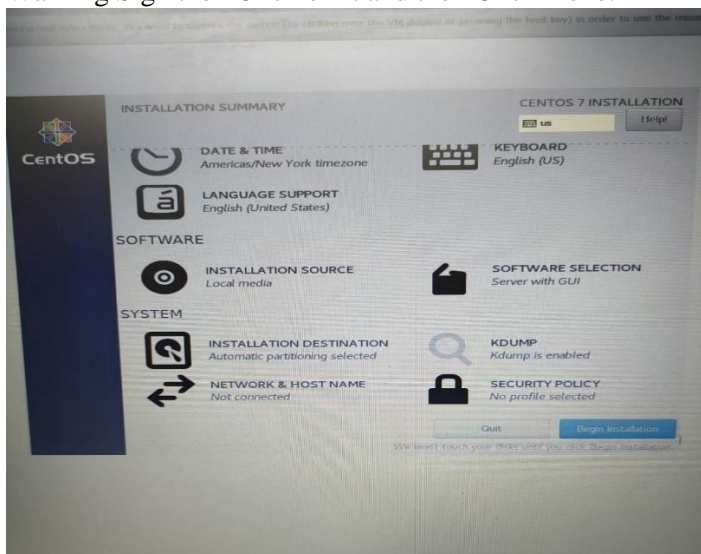 INSTALLATION SUMMARY
CENTOS 7 INSTALLATION
us
Help!
CentOS
DATE & TIME
Americas/New York timezone
KEYBOARD
English (US)
á
LANGUAGE SUPPORT
English (United States)
SOFTWARE
INSTALLATION SOURCE
Local media
SOFTWARE SELECTION
Server with GUI
SYSTEM
INSTALLATION DESTINATION
Automatic partitioning selected
KDUMP
Kdump is enabled
NETWORK & HOST NAME
Not connected
SECURITY POLICY
No profile selected
Quit
Begin Installation
We won't touch your disks until you click 'Begin Installation'.